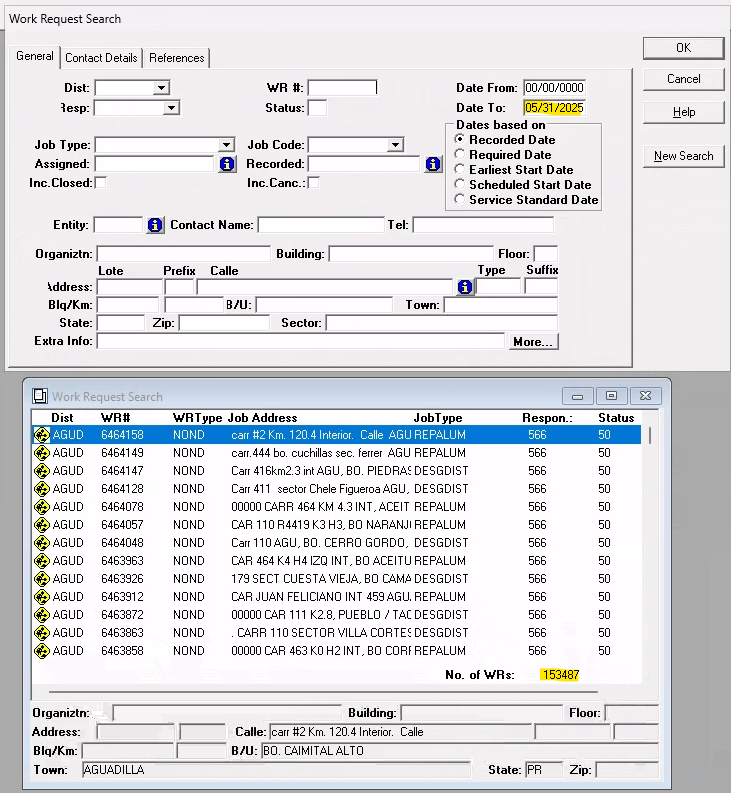 Work Request Search
General Contact Details References
OK
Cancel
Help
New Search
Dist: WR #: Date From: 00/00/0000
Resp: Status: Date To: 05/31/2025
Dates based on
Recorded Date
Required Date
Earliest Start Date
Scheduled Start Date
Service Standard Date
Job Type: Job Code:
Assigned: Recorded:
Inc.Closed: Inc.Canc.:
Entity: Contact Name: Tel:
Organiztn: Building: Floor:
Lote Prefix Calle Type Suffix
Address:
Blq/Km: B/U: Town:
State: Zip: Sector:
Extra Info: More...
Work Request Search
Dist WR# WRType Job Address JobType Respon.: Status
AGUD 6464158 NOND carr #2 Km. 120.4 Interior. Calle AGU REPALUM 566 50
AGUD 6464149 NOND carr.444 bo. cuchillas sec. ferrer AGU REPALUM 566 50
AGUD 6464147 NOND Carr 416km2.3 int AGU, BO. PIEDRAS DESGDIST 566 50
AGUD 6464128 NOND Carr 411 sector Chele Figueroa AGU, DESGDIST 566 50
AGUD 6464078 NOND 00000 CARR 464 KM 4.3 INT, ACEIT REPALUM 566 50
AGUD 6464057 NOND CAR 110 R4419 K3 H3, BO NARANJ REPALUM 566 50
AGUD 6464048 NOND Carr 110 AGU, BO. CERRO GORDO, DESGDIST 566 50
AGUD 6463963 NOND CAR 464 K4 H4 IZQ INT, BO ACEITU REPALUM 566 50
AGUD 6463926 NOND 179 SECT CUESTA VIEJA, BO CAMA DESGDIST 566 50
AGUD 6463912 NOND CAR JUAN FELICIANO INT 459 AGU, REPALUM 566 50
AGUD 6463872 NOND 00000 CAR 111 K2.8, PUEBLO / TAC DESGDIST 566 50
AGUD 6463863 NOND . CARR 110 SECTOR VILLA CORTES DESGDIST 566 50
AGUD 6463858 NOND 00000 CAR 463 K0 H2 INT, BO CORR REPALUM 566 50
No. of WRs: 153487
Organiztn: Building: Floor:
Address: Calle: carr #2 Km. 120.4 Interior. Calle
Blq/Km: B/U: BO. CAIMITAL ALTO
Town: AGUADILLA State: PR Zip: